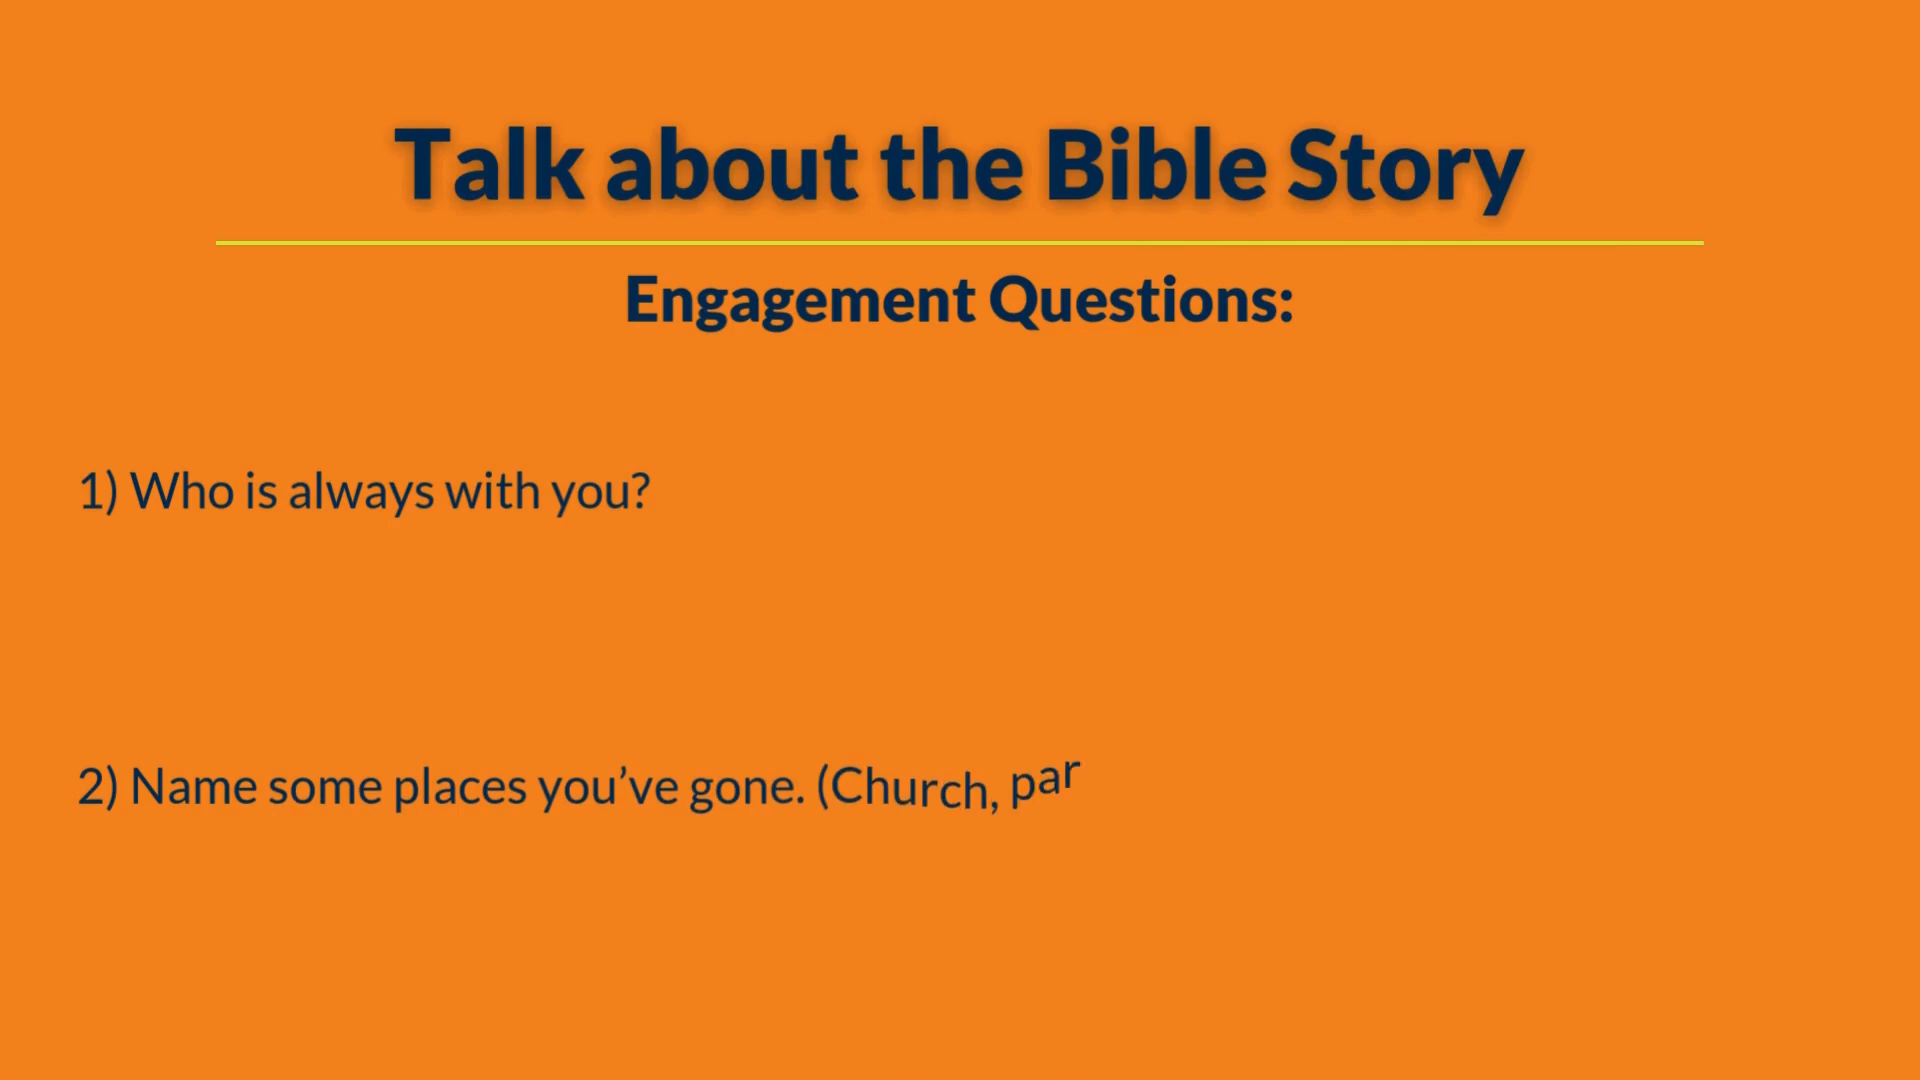 Talk about the Bible Story
Engagement Questions:
1) Who is always with you?
2) Name some places you’ve gone. (Church, par